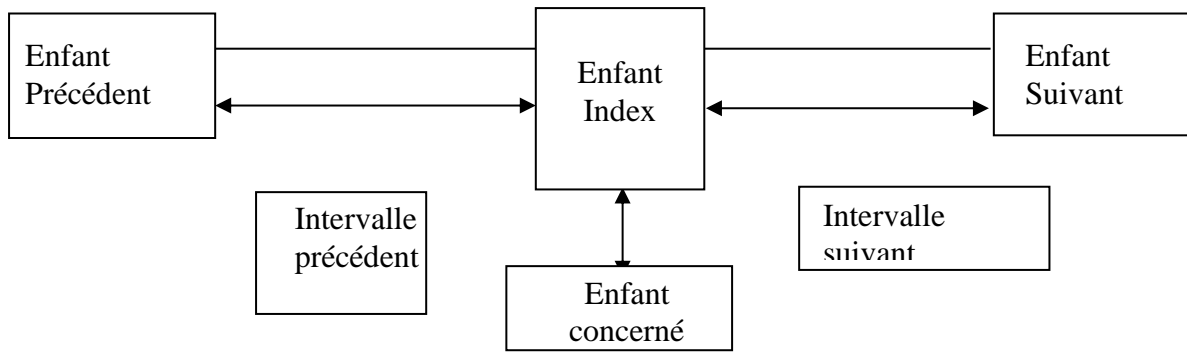 Enfant
Précédent
Enfant
Index
Enfant
Suivant
Intervalle
précédent
Intervalle
suivant
Enfant
concerné